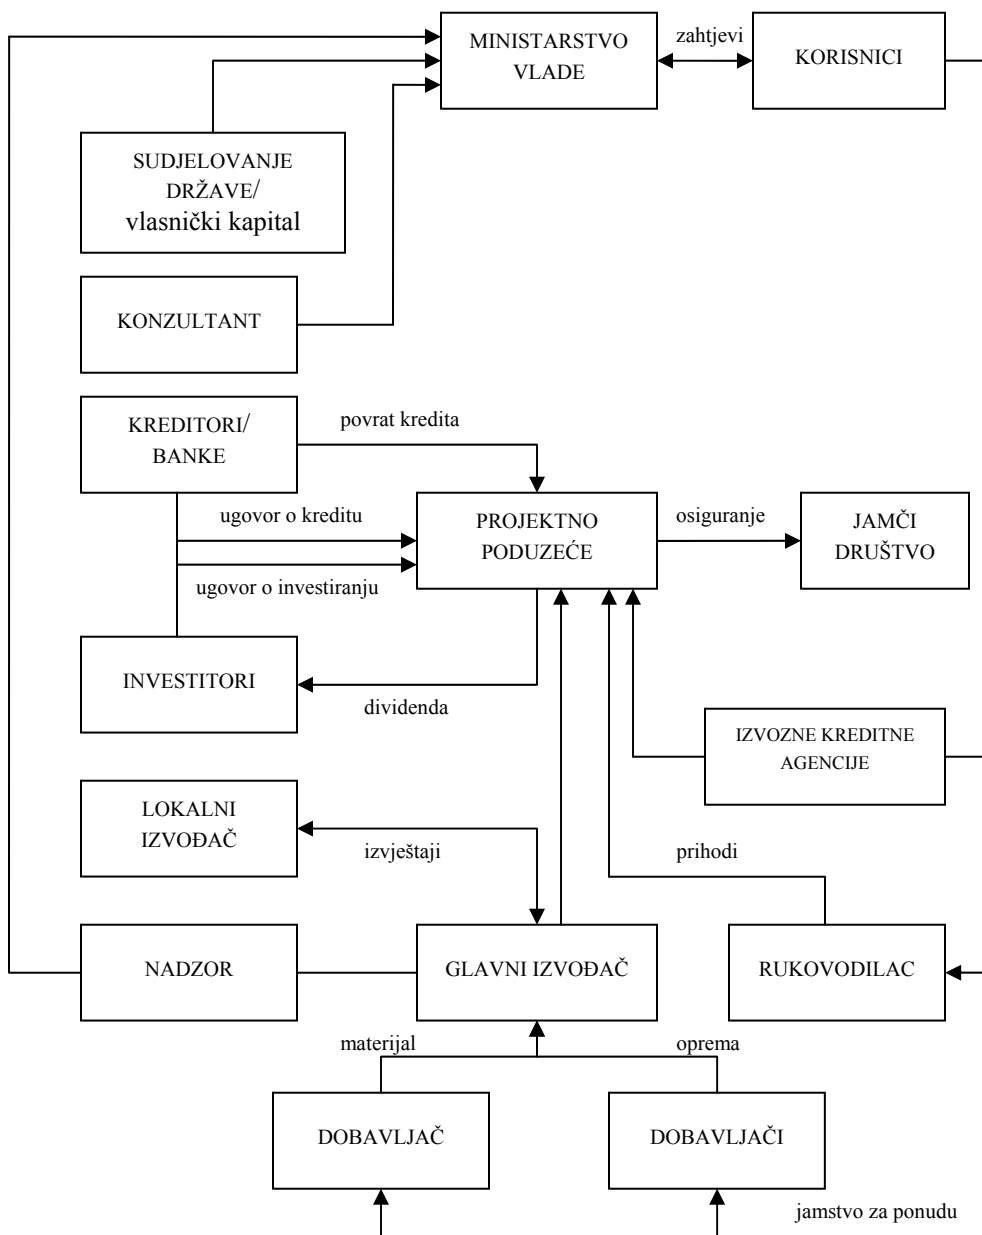 MINISTARSTVO
VLADE
zahtjevi
KORISNICI
SUDJELOVANJE
DRŽAVE/
vlasnički kapital
KONZULTANT
KREDITORI/
BANKE
povrat kredita
ugovor o kreditu
PROJEKTNO
PODUZEĆE
osiguranje
JAMČI
DRUŠTVO
ugovor o investiranju
INVESTITORI
dividenda
IZVOZNE KREDITNE
AGENCIJE
LOKALNI
IZVOĐAČ
izvještaji
prihodi
NADZOR
GLAVNI IZVOĐAČ
RUKOVODILAC
materijal
oprema
DOBAVLJAČ
DOBAVLJAČI
jamstvo za ponudu